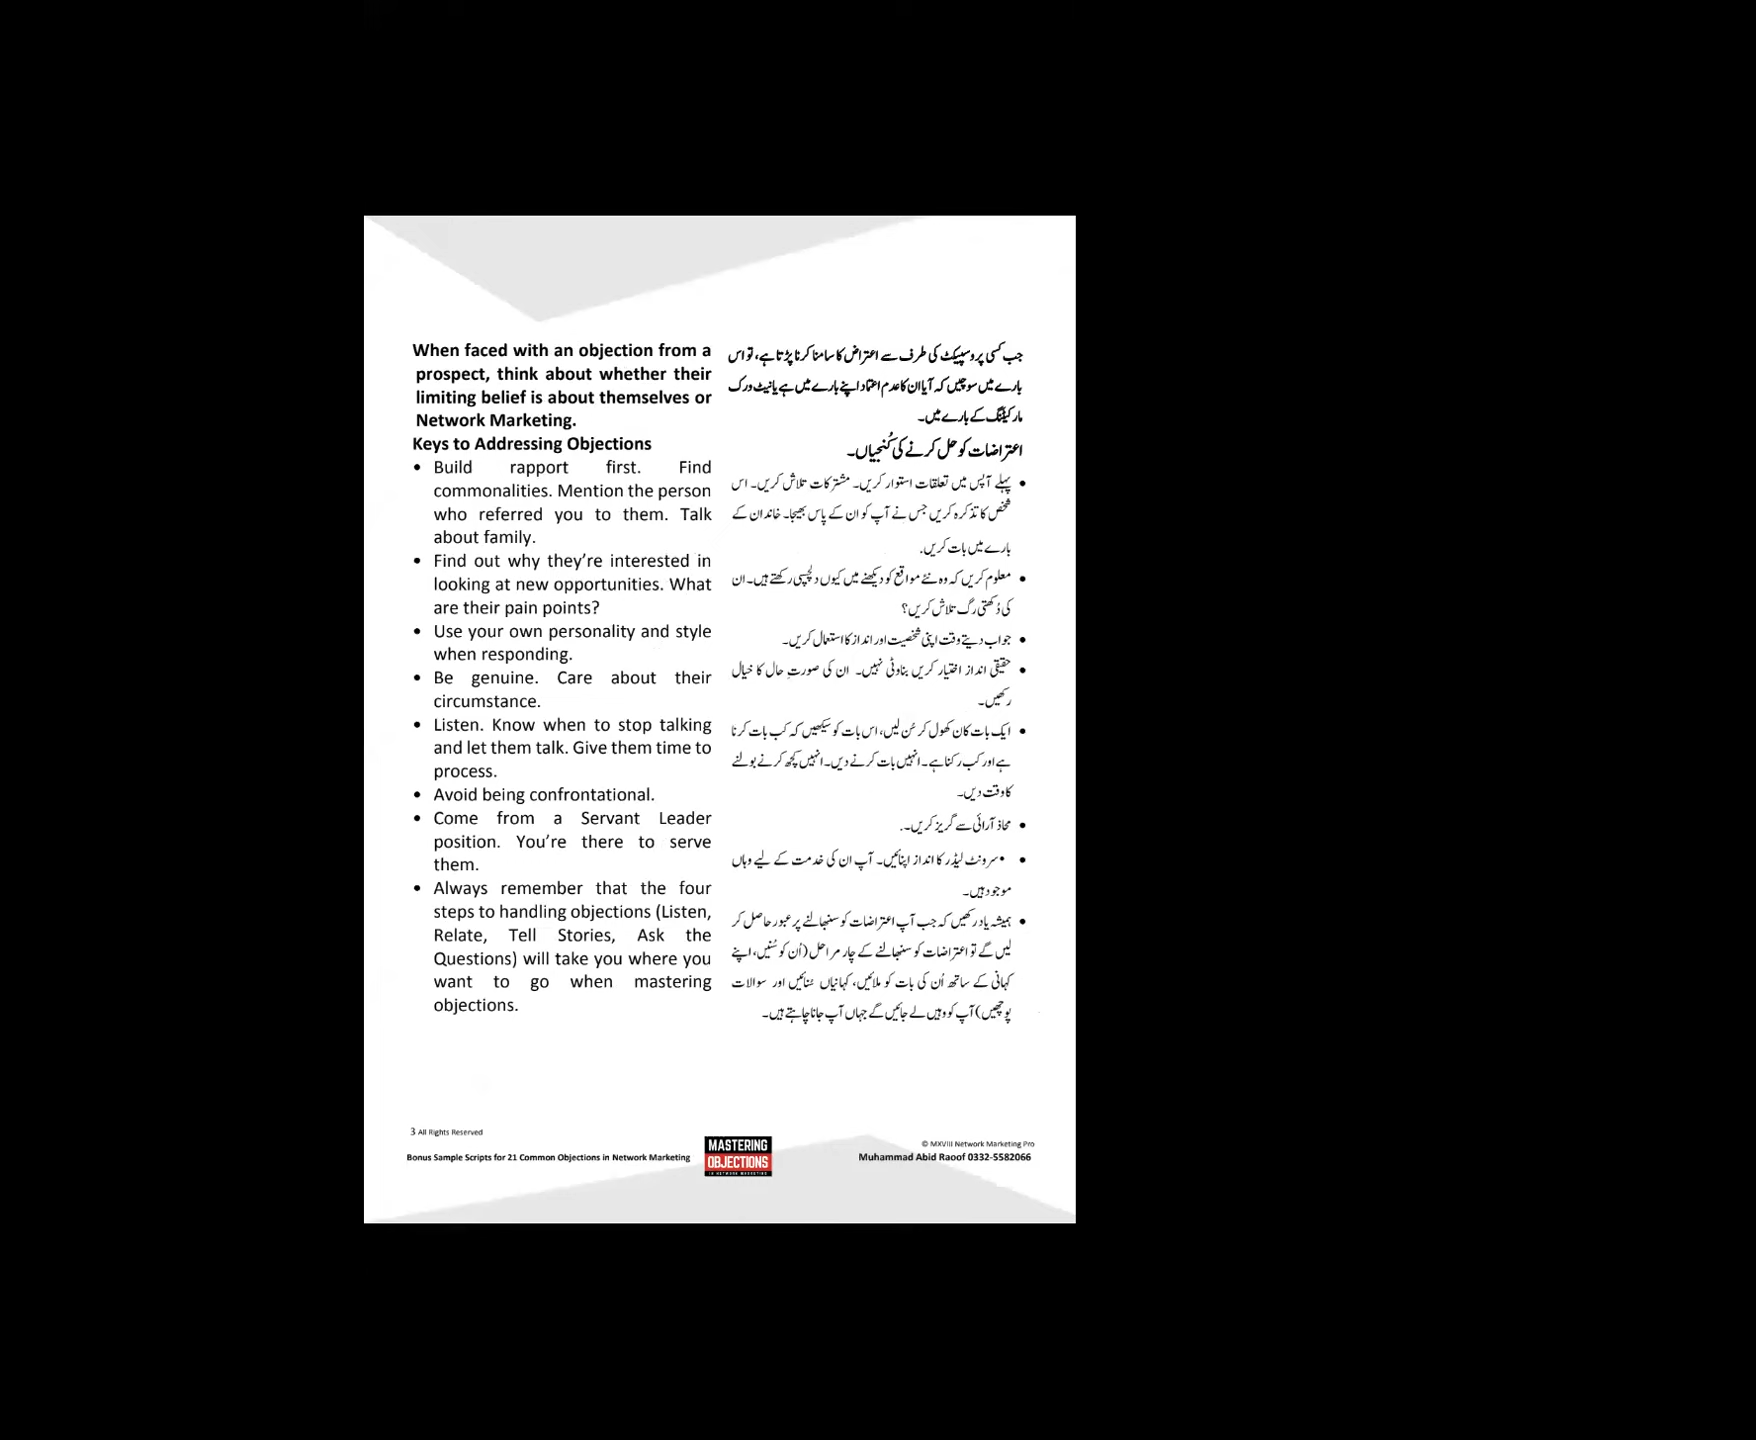 When faced with an objection from a
prospect, think about whether their
limiting belief is about themselves or
Network Marketing.
Keys to Addressing Objections
• Build rapport first. Find
commonalities. Mention the person
who referred you to them. Talk
about family.
• Find out why they’re interested in
looking at new opportunities. What
are their pain points?
• Use your own personality and style
when responding.
• Be genuine. Care about their
circumstance.
• Listen. Know when to stop talking
and let them talk. Give them time to
process.
• Avoid being confrontational.
• Come from a Servant Leader
position. You’re there to serve
them.
• Always remember that the four
steps to handling objections (Listen,
Relate, Tell Stories, Ask the
Questions) will take you where you
want to go when mastering
objections.
جب کسی پروسپیکٹ کی طرف سے اعتراض کا سامنا کرنا پڑتا ہے، تو اس
بارے میں سوچیں کہ آیا ان کا عدم اعتماد اپنے بارے میں ہے یا نیٹ ورک
مارکیٹنگ کے بارے میں۔
اعتراضات کو حل کرنے کی کُنجیاں۔
• پہلے آپس میں تعلقات استوار کریں۔ مشترکات تلاش کریں۔ اس
شخص کا تذکرہ کریں جس نے آپ کو ان کے پاس بھیجا۔ خاندان کے
بارے میں بات کریں.
• معلوم کریں کہ وہ نئے مواقع کو دیکھنے میں کیوں دلچسپی رکھتے ہیں۔ ان
کی دُکھتی رگ تلاش کریں؟
• جواب دیتے وقت اپنی شخصیت اور انداز کا استعمال کریں۔
• حقیقی انداز اختیار کریں بناوٹی نہیں۔ ان کی صورتِ حال کا خیال
رکھیں۔
• ایک بات کان کھول کر سُن لیں، اس بات کو سیکھیں کہ کب بات کرنا
ہے اور کب رکنا ہے۔ انہیں بات کرنے دیں۔ انہیں کچھ کرنے بولنے
کا وقت دیں۔
• محاذ آرائی سے گریز کریں۔.
• •سرونٹ لیڈر کا انداز اپنائیں۔ آپ ان کی خدمت کے لیے وہاں
موجود ہیں۔
• ہمیشہ یاد رکھیں کہ جب آپ اعتراضات کو سنبھالنے پر عبور حاصل کر
لیں گے تو اعتراضات کو سنبھالنے کے چار مراحل (اُن کو سُنیں، اپنے
کہانی کے ساتھ اُن کی بات کو ملائیں، کہانیاں سُنائیں اور سوالات
پوچھیں) آپ کو وہیں لے جائیں گے جہاں آپ جانا چاہتے ہیں۔
3 All Rights Reserved
© MXVIII Network Marketing Pro
Bonus Sample Scripts for 21 Common Objections in Network Marketing
MASTERING
OBJECTIONS
IN NETWORK MARKETING
Muhammad Abid Raoof 0332-5582066